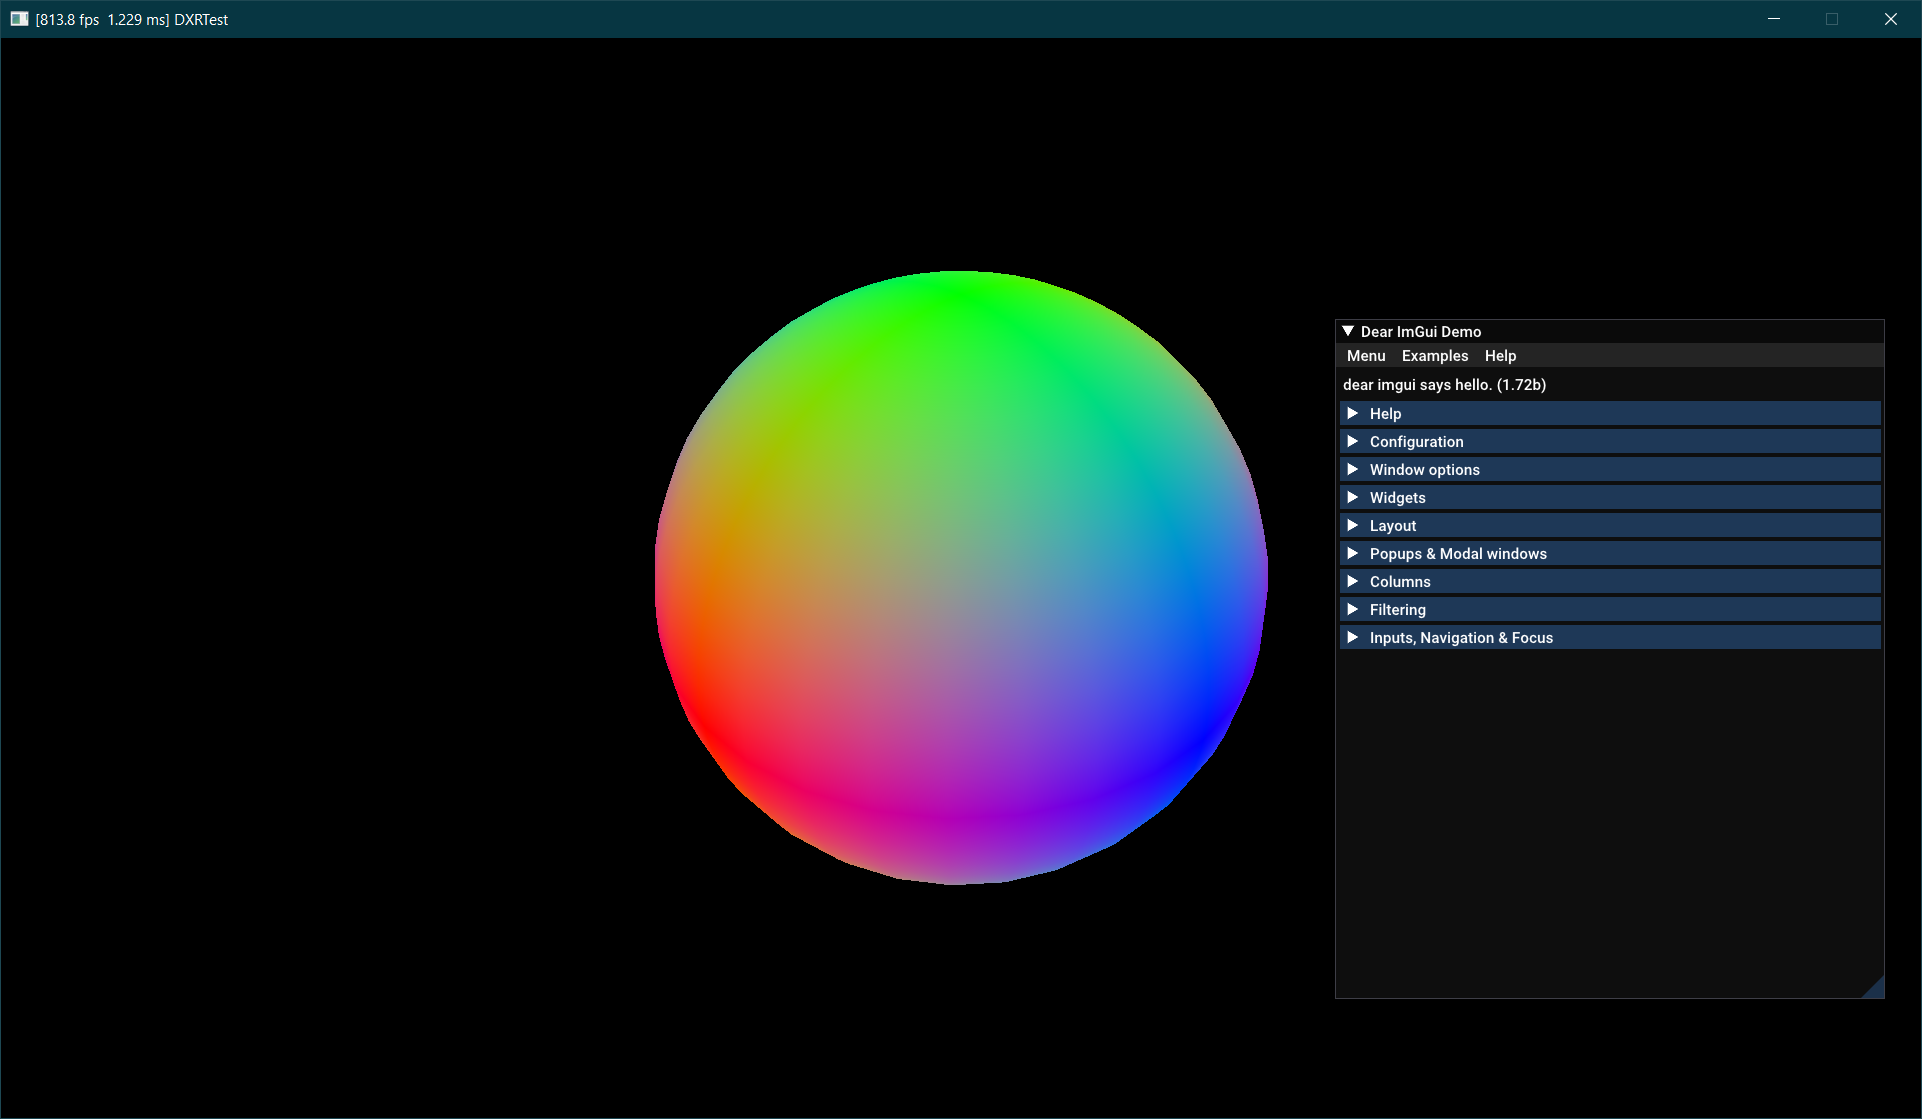 [813.8 fps  1.229 ms] DXRTest
Dear ImGui Demo
Menu Examples Help
dear imgui says hello. (1.72b)
Help
Configuration
Window options
Widgets
Layout
Popups & Modal windows
Columns
Filtering
Inputs, Navigation & Focus